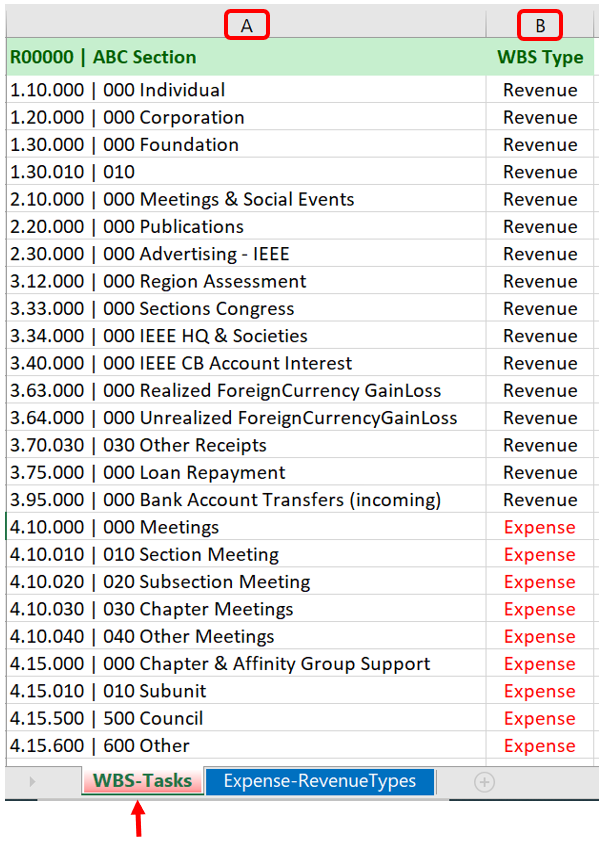 A B
R00000 | ABC Section WBS Type
1.10.000 | 000 Individual Revenue
1.20.000 | 000 Corporation Revenue
1.30.000 | 000 Foundation Revenue
1.30.010 | 010 Revenue
2.10.000 | 000 Meetings & Social Events Revenue
2.20.000 | 000 Publications Revenue
2.30.000 | 000 Advertising - IEEE Revenue
3.12.000 | 000 Region Assessment Revenue
3.33.000 | 000 Sections Congress Revenue
3.34.000 | 000 IEEE HQ & Societies Revenue
3.40.000 | 000 IEEE CB Account Interest Revenue
3.63.000 | 000 Realized ForeignCurrency GainLoss Revenue
3.64.000 | 000 Unrealized ForeignCurrencyGainLoss Revenue
3.70.030 | 030 Other Receipts Revenue
3.75.000 | 000 Loan Repayment Revenue
3.95.000 | 000 Bank Account Transfers (incoming) Revenue
4.10.000 | 000 Meetings Expense
4.10.010 | 010 Section Meeting Expense
4.10.020 | 020 Subsection Meeting Expense
4.10.030 | 030 Chapter Meetings Expense
4.10.040 | 040 Other Meetings Expense
4.15.000 | 000 Chapter & Affinity Group Support Expense
4.15.010 | 010 Subunit Expense
4.15.500 | 500 Council Expense
4.15.600 | 600 Other Expense
WBS-Tasks Expense-RevenueTypes